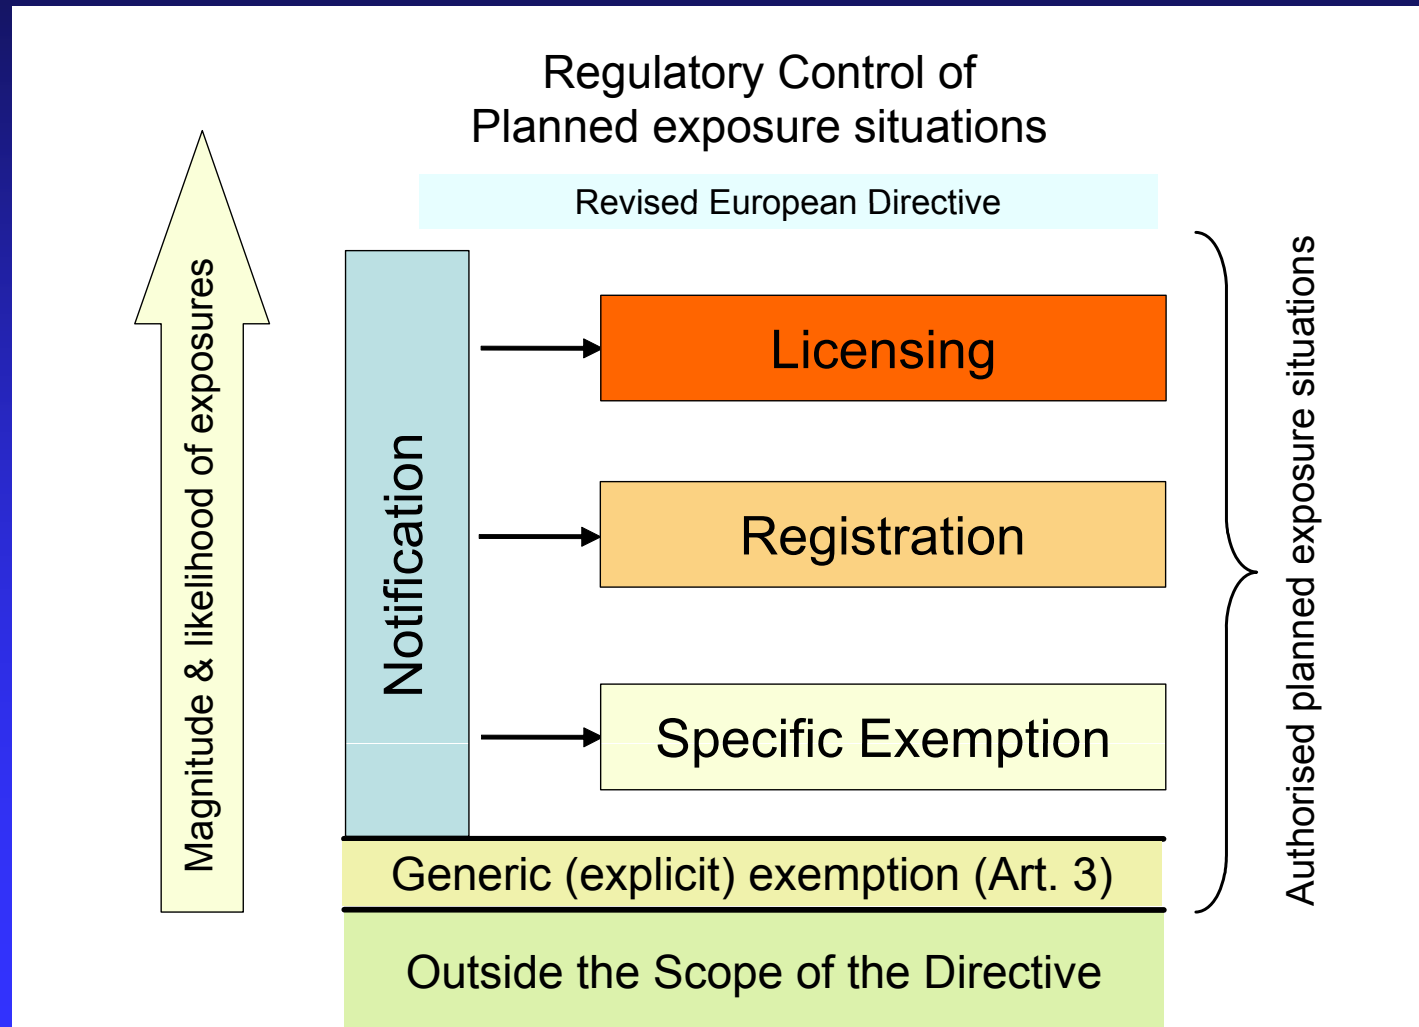 Regulatory Control of
Planned exposure situations
Revised European Directive
Magnitude & likelihood of exposures
Notification
Licensing
Registration
Specific Exemption
Generic (explicit) exemption (Art. 3)
Outside the Scope of the Directive
Authorised planned exposure situations